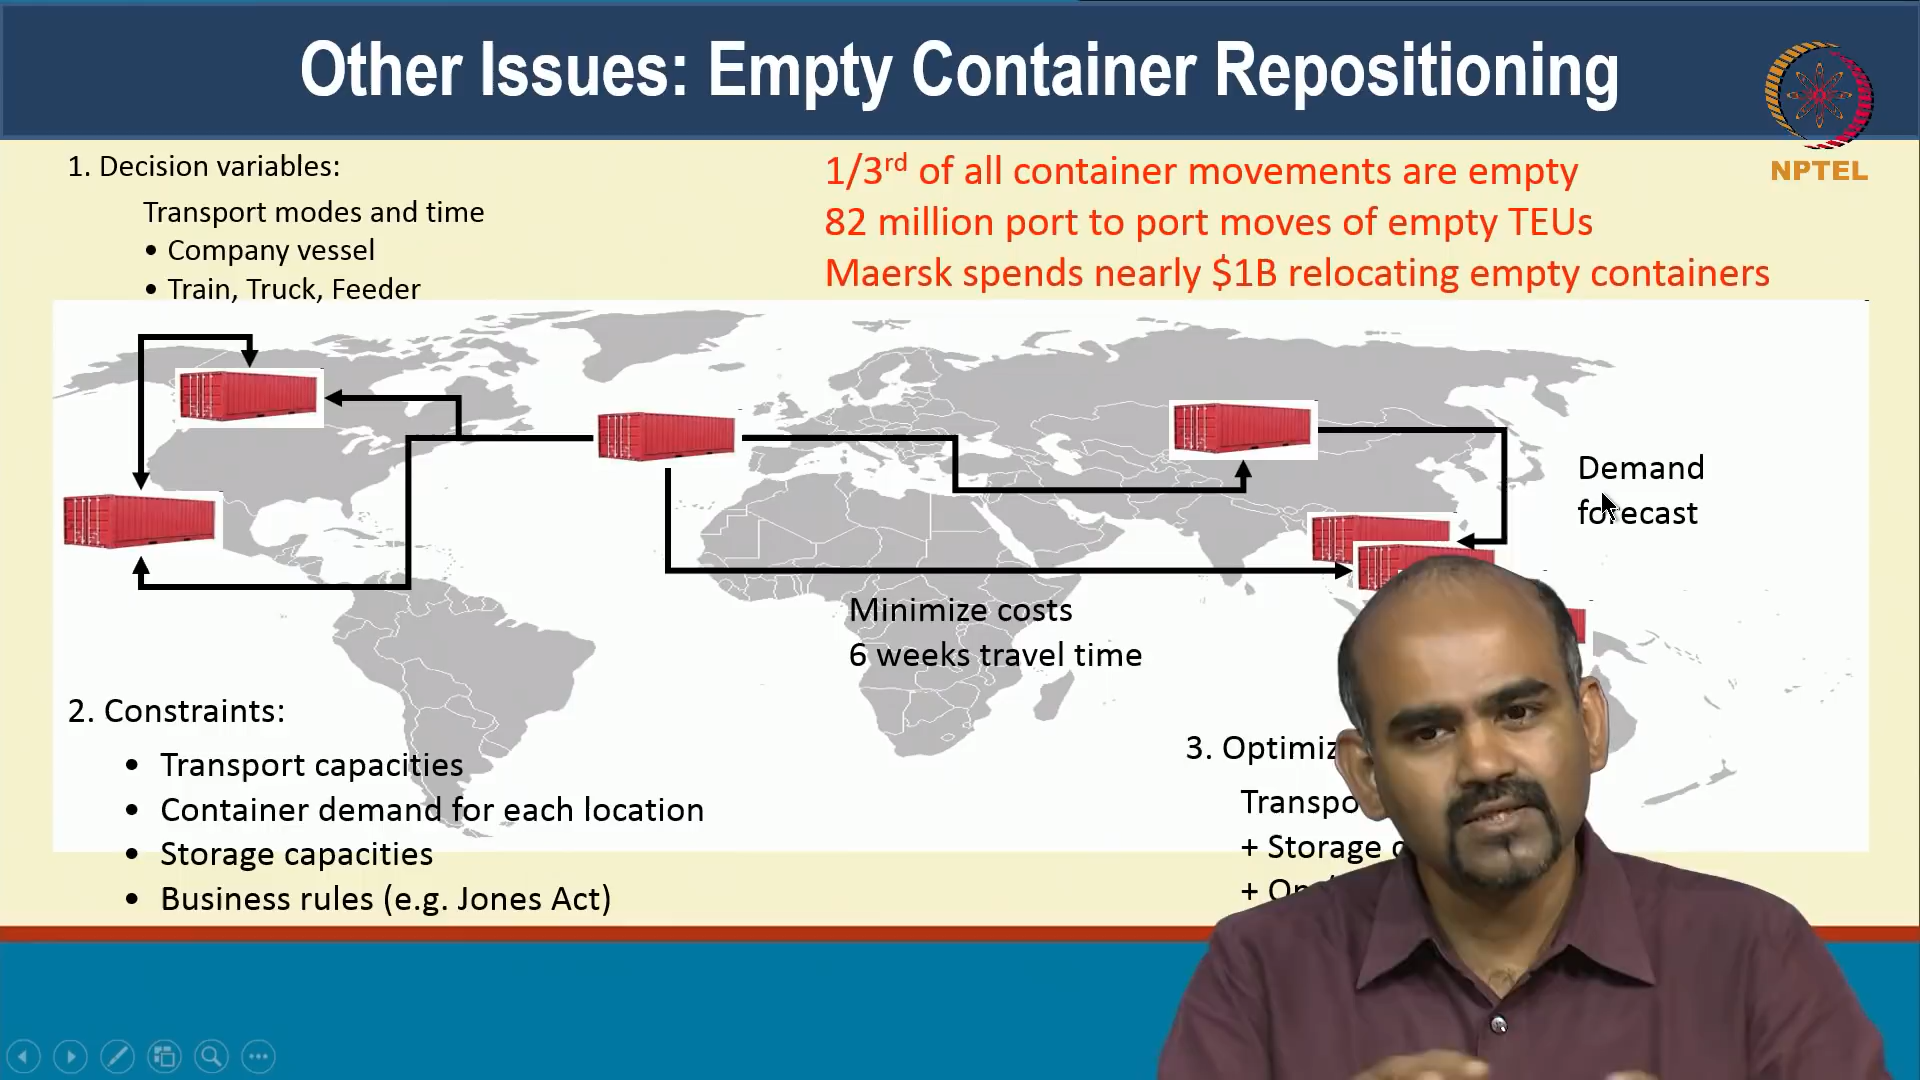 Other Issues: Empty Container Repositioning
NPTEL
1. Decision variables:
Transport modes and time
• Company vessel
• Train, Truck, Feeder
1/3rd of all container movements are empty
82 million port to port moves of empty TEUs
Maersk spends nearly $1B relocating empty containers
Demand
forecast
Minimize costs
6 weeks travel time
2. Constraints:
• Transport capacities
• Container demand for each location
• Storage capacities
• Business rules (e.g. Jones Act)
3. Optimiz
Transpo
+ Storage